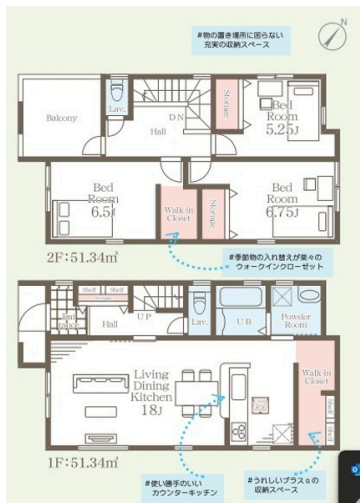 #物の置き場所に困らない
充実の収納スペース
Lav.
Storage
Bed
Room
5.25J
DN
Balcony
Hall
Bed
Room
6.5J
Walk in
Closet
Storage
Bed
Room
6.75J
2F:51.34㎡
#季節物の入れ替えが楽々の
ウォークインクローゼット
Shelf
Shelf
Ent
rance
Hall
UP
Lav.
UB
Powder
Room
Living
Dining
Kitchen
18J
Walk in
Closet
Shelf
Shelf
1F:51.34㎡
#使い勝手のいい
カウンターキッチン
#うれしいプラスαの
収納スペース